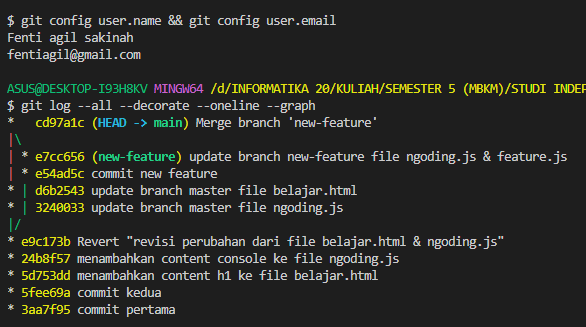 $ git config user.name && git config user.email
Fenti agil sakinah
fentiagil@gmail.com
ASUS@DESKTOP-I93H8KV MINGW64 /d/INFORMATIKA 20/KULIAH/SEMESTER 5 (MBKM)/STUDI INDEP
$ git log --all --decorate --oneline --graph
*   cd97a1c (HEAD -> main) Merge branch 'new-feature'
|\
| * e7cc656 (new-feature) update branch new-feature file ngoding.js & feature.js
| * e54ad5c commit new feature
* | d6b2543 update branch master file belajar.html
* | 3240033 update branch master file ngoding.js
|/
* e9c173b Revert "revisi perubahan dari file belajar.html & ngoding.js"
* 24b8f57 menambahkan content console ke file ngoding.js
* 5d753dd menambahkan content h1 ke file belajar.html
* 5fee69a commit kedua
* 3aa7f95 commit pertama